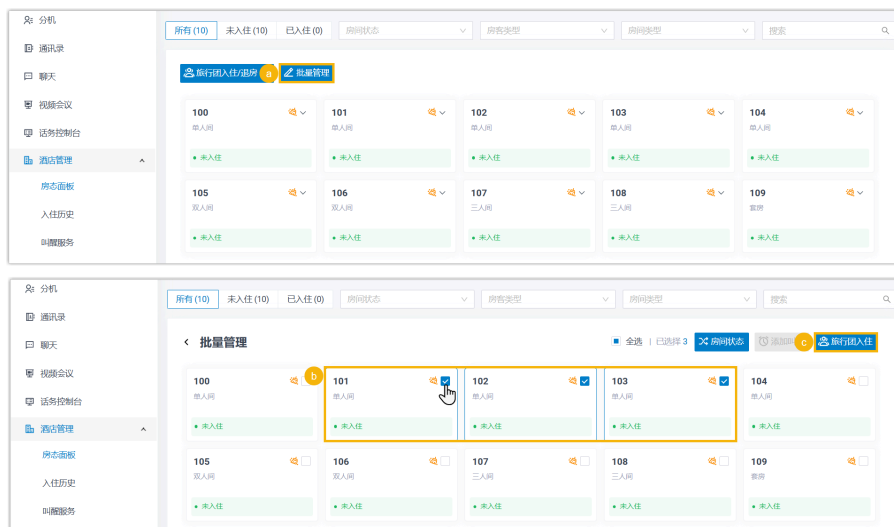 分机
所有 (10) 未入住 (10) 已入住 (0) 房间状态 房客类型 房间类型 搜索
通讯录
聊天
旅行团入住/退房 a 批量管理
视频会议
话务控制台
酒店管理
房态面板
入住历史
叫醒服务
100 101 102 103 104
单人间 单人间 单人间 单人间 单人间
未入住 未入住 未入住 未入住 未入住
105 106 107 108 109
双人间 双人间 三人间 三人间 套房
未入住 未入住 未入住 未入住 未入住
分机
所有 (10) 未入住 (10) 已入住 (0) 房间状态 房客类型 房间类型 搜索
通讯录
聊天
批量管理 全选 | 已选择 3 房间状态 添加 c 旅行团入住
视频会议
话务控制台
酒店管理
房态面板
入住历史
叫醒服务
b
100 101 102 103 104
单人间 单人间 单人间 单人间 单人间
未入住 未入住 未入住 未入住 未入住
105 106 107 108 109
双人间 双人间 三人间 三人间 套房
未入住 未入住 未入住 未入住 未入住